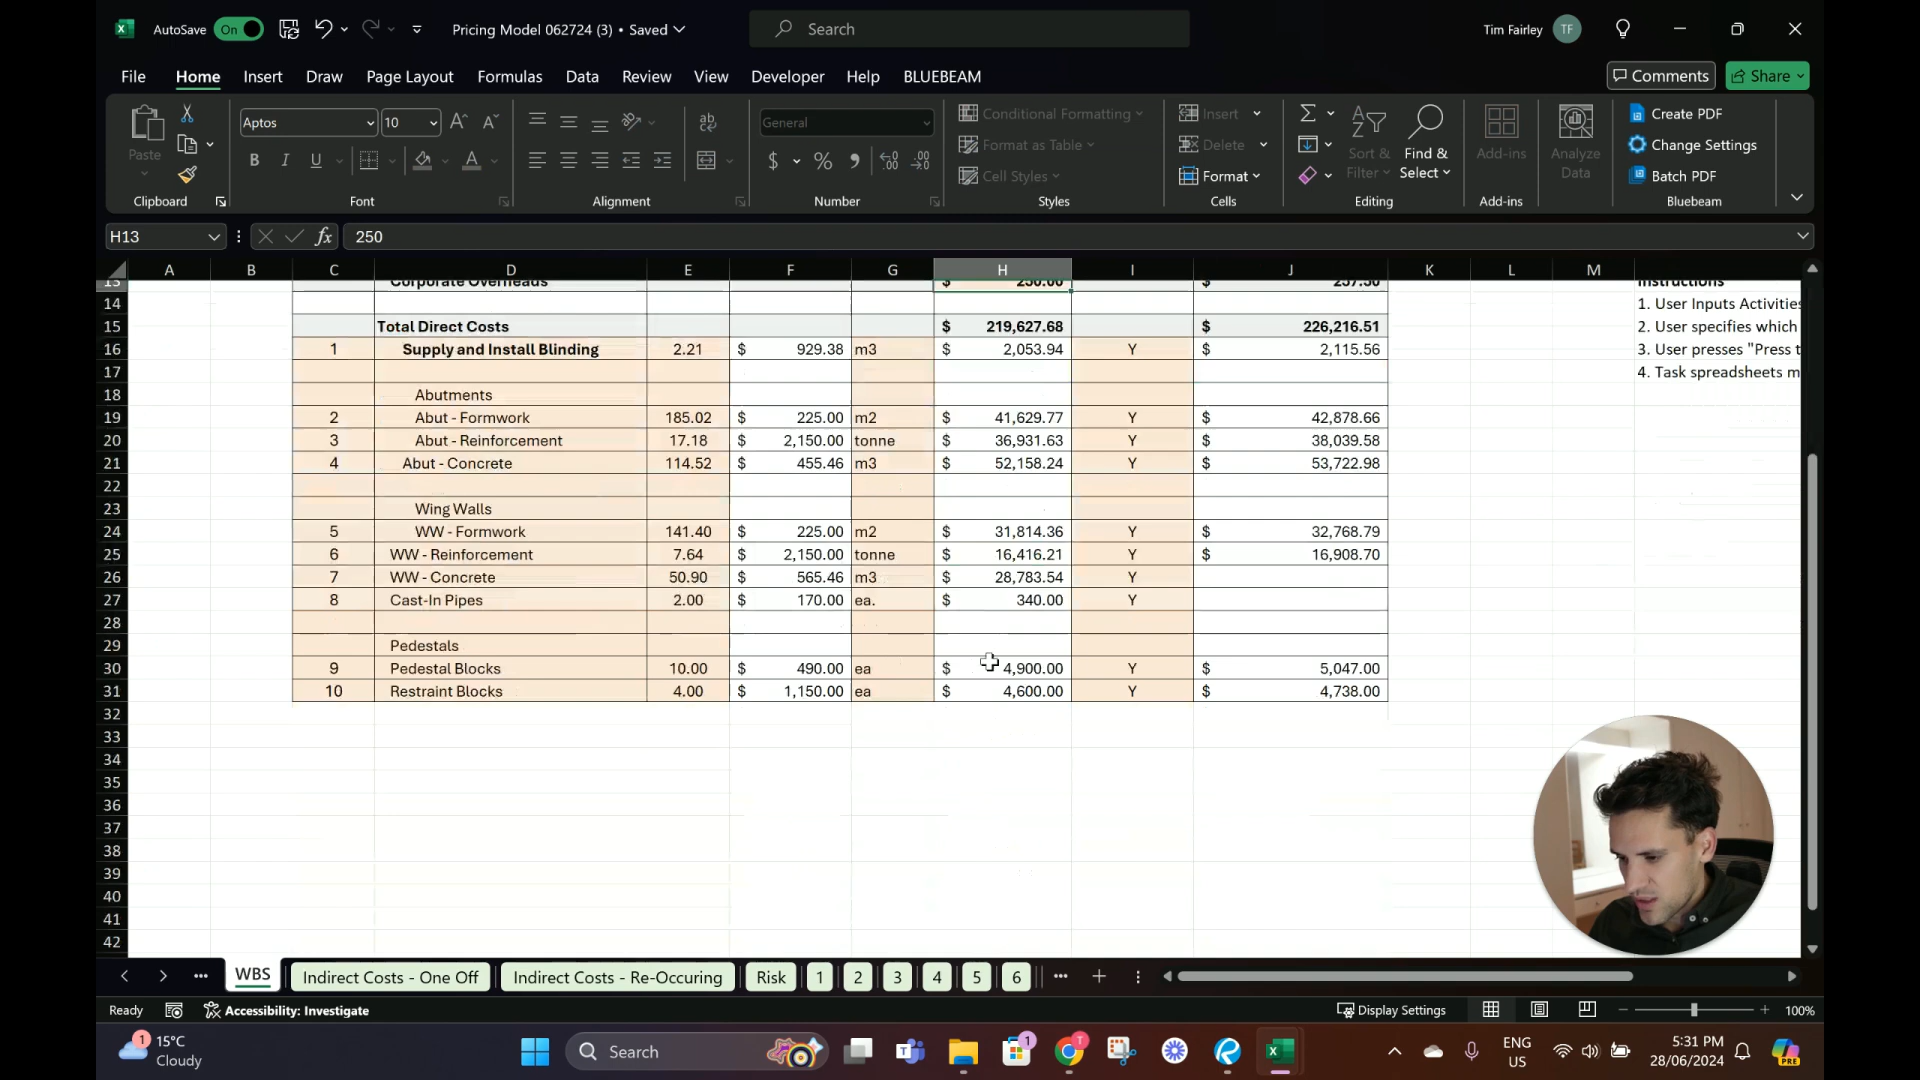 AutoSave On Pricing Model 062724 (3) • Saved Search Tim Fairley TF
File Home Insert Draw Page Layout Formulas Data Review View Developer Help BLUEBEAM Comments Share
Paste Aptos 10 General Conditional Formatting Format as Table Cell Styles Insert Delete Format Sort & Filter Find & Select Add-ins Analyze Data Create PDF Change Settings Batch PDF
Clipboard Font Alignment Number Styles Cells Editing Add-ins Bluebeam
H13 fx 250
A B C D E F G H I J K L M
13 Corporate Overheads $ 250.00 $ 257.50 Instructions
14 1. User Inputs Activities
15 Total Direct Costs $ 219,627.68 $ 226,216.51 2. User specifies which
16 1 Supply and Install Blinding 2.21 $ 929.38 m3 $ 2,053.94 Y $ 2,115.56 3. User presses "Press t
17 4. Task spreadsheets m
18 Abutments
19 2 Abut - Formwork 185.02 $ 225.00 m2 $ 41,629.77 Y $ 42,878.66
20 3 Abut - Reinforcement 17.18 $ 2,150.00 tonne $ 36,931.63 Y $ 38,039.58
21 4 Abut - Concrete 114.52 $ 455.46 m3 $ 52,158.24 Y $ 53,722.98
22
23 Wing Walls
24 5 WW - Formwork 141.40 $ 225.00 m2 $ 31,814.36 Y $ 32,768.79
25 6 WW - Reinforcement 7.64 $ 2,150.00 tonne $ 16,416.21 Y $ 16,908.70
26 7 WW - Concrete 50.90 $ 565.46 m3 $ 28,783.54 Y
27 8 Cast-In Pipes 2.00 $ 170.00 ea. $ 340.00 Y
28
29 Pedestals
30 9 Pedestal Blocks 10.00 $ 490.00 ea $ 4,900.00 Y $ 5,047.00
31 10 Restraint Blocks 4.00 $ 1,150.00 ea $ 4,600.00 Y $ 4,738.00
32
33
34
35
36
37
38
39
40
41
42
WBS Indirect Costs - One Off Indirect Costs - Re-Occuring Risk 1 2 3 4 5 6
Ready Accessibility: Investigate Display Settings 100%
1 15°C Cloudy Search 1 ENG US 5:31 PM 28/06/2024 PRE